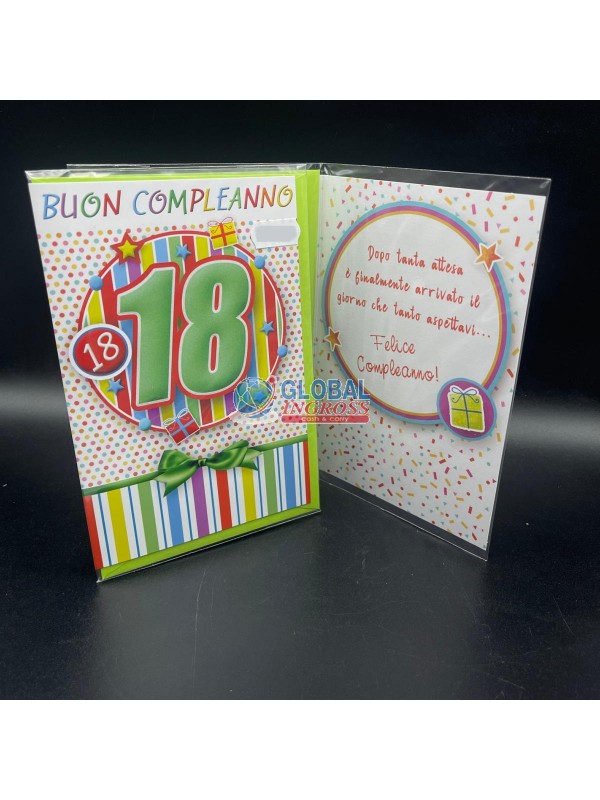 BUON COMPLEANNO
18
18
Dopo tanta attesa
è finalmente arrivato il
giorno che tanto aspettavi...
Felice
Compleanno!
GLOBAL
INGROSS
cash & carry